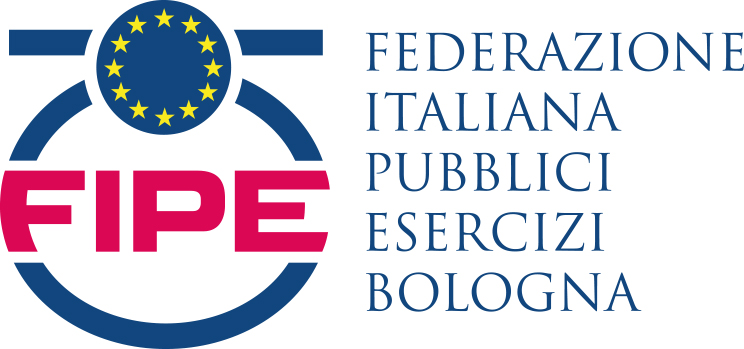 FIPE
FEDERAZIONE
ITALIANA
PUBBLICI
ESERCIZI
BOLOGNA